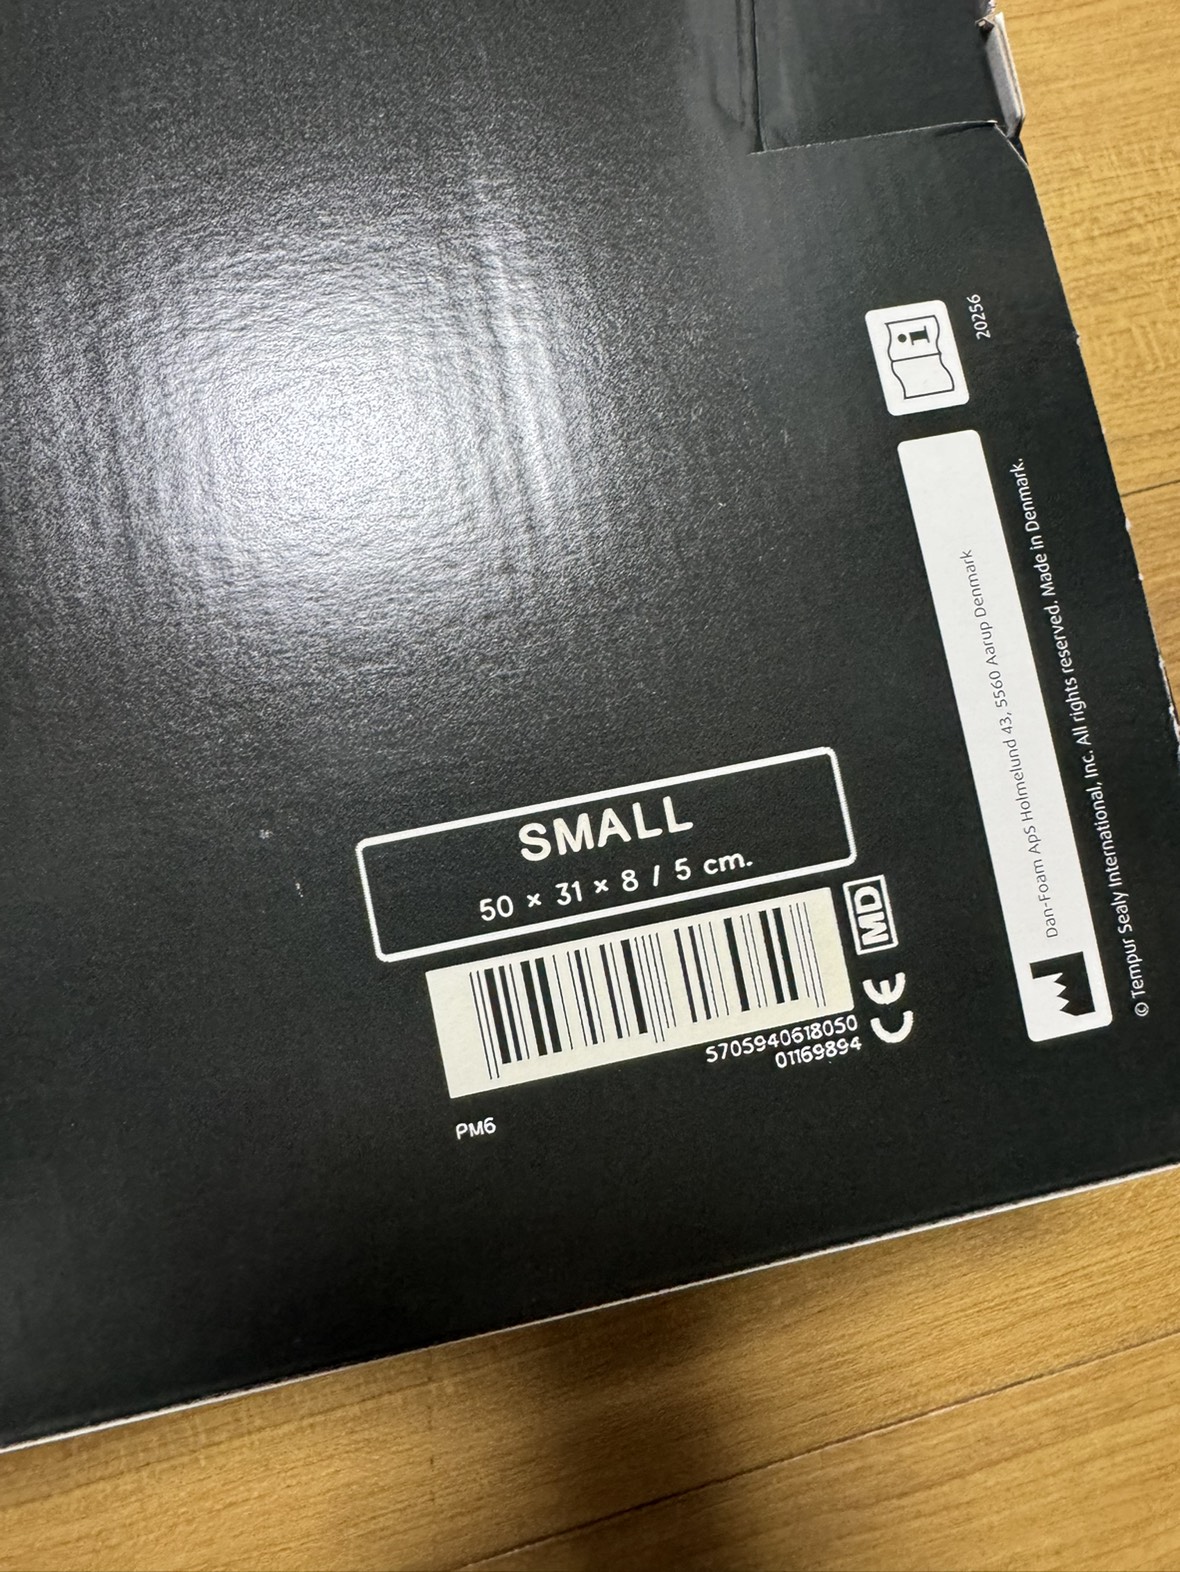 SMALL
50 × 31 × 8 / 5 cm.
MD
CE
5705940618050
01169894
PM6
i
20256
Dan-Foam ApS Holmelund 43, 5560 Aarup Denmark
© Tempur Sealy International, Inc. All rights reserved. Made in Denmark.